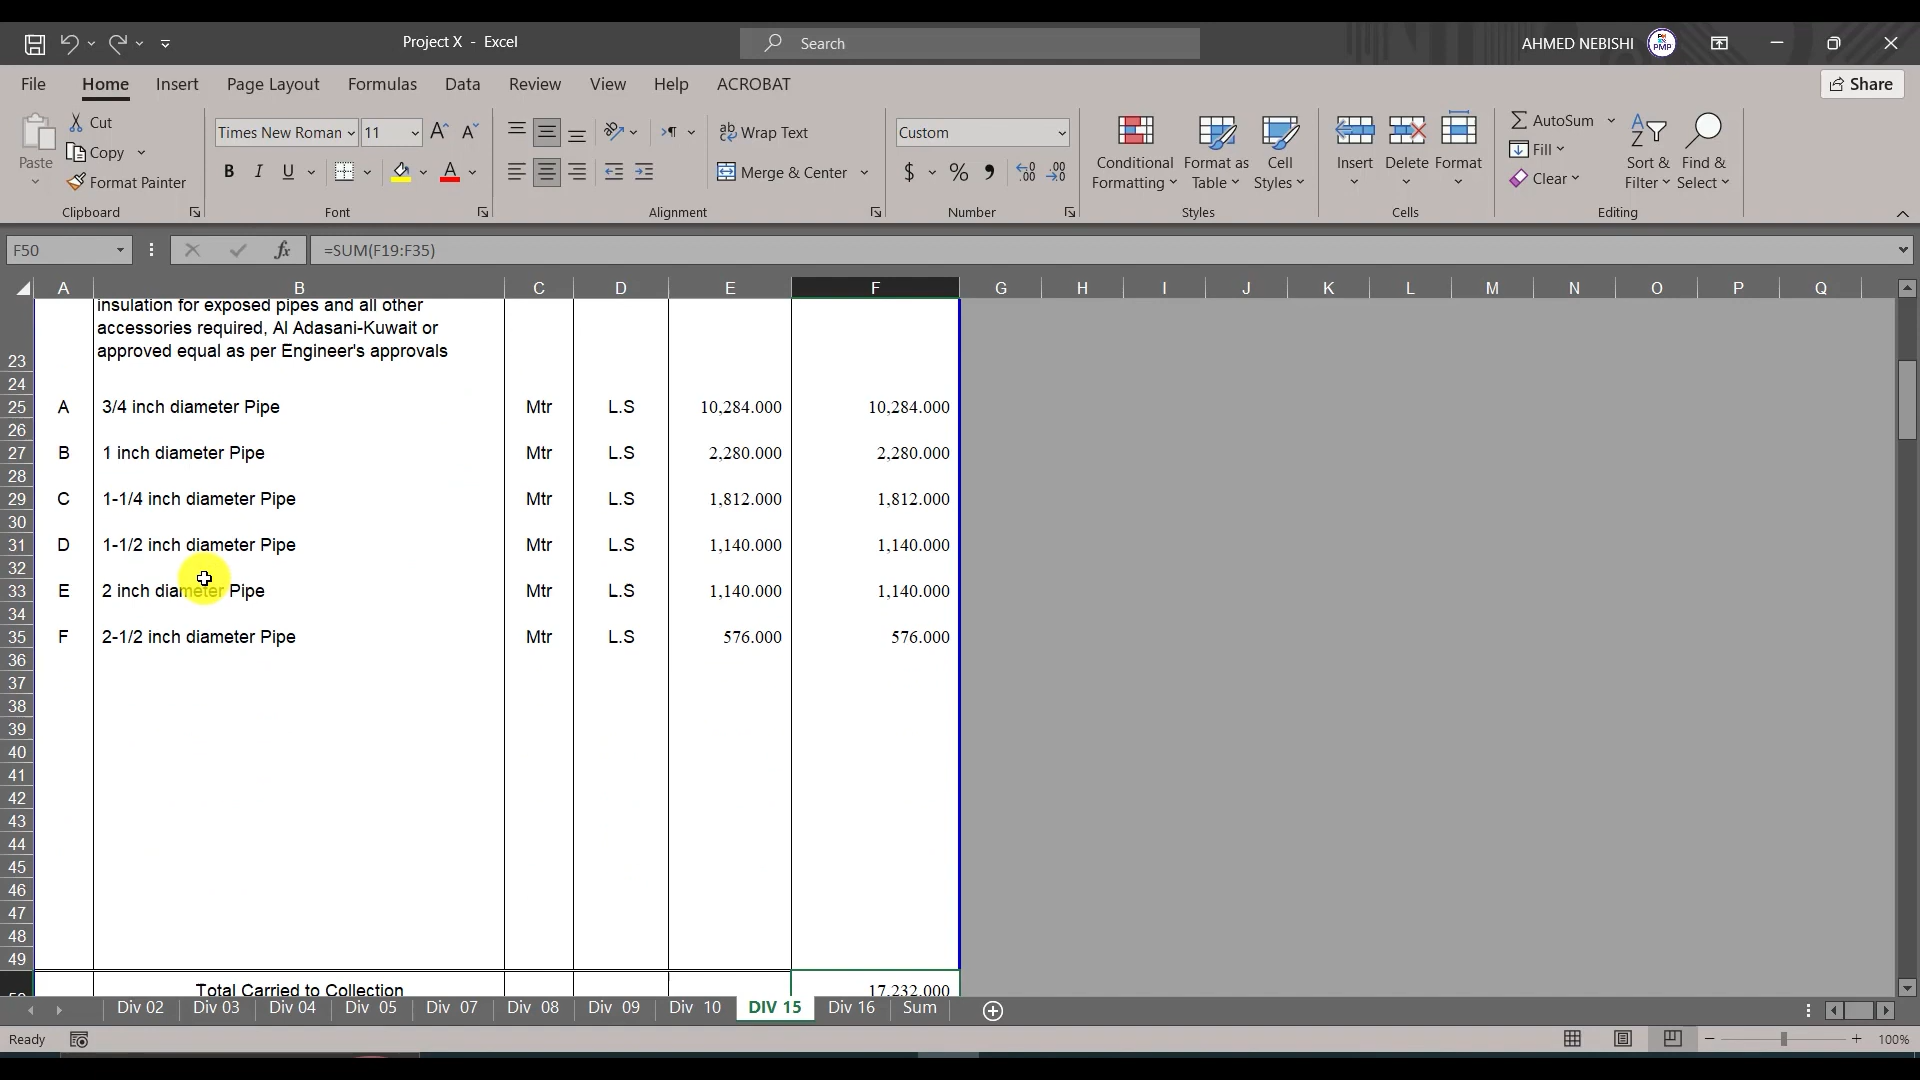 Project X - Excel
Search
AHMED NEBISHI
File Home Insert Page Layout Formulas Data Review View Help ACROBAT
Share
Paste
Cut
Copy
Format Painter
Clipboard
Times New Roman 11
B I U
Font
Wrap Text
Merge & Center
Alignment
Custom
$ % ,
Number
Conditional Formatting
Format as Table
Cell Styles
Styles
Insert
Delete
Format
Cells
AutoSum
Fill
Clear
Sort & Filter
Find & Select
Editing
F50
fx =SUM(F19:F35)
A B C D E F G H I J K L M N O P Q
insulation for exposed pipes and all other
accessories required, Al Adasani-Kuwait or
23 approved equal as per Engineer's approvals
24
25 A 3/4 inch diameter Pipe Mtr L.S 10,284.000 10,284.000
26
27 B 1 inch diameter Pipe Mtr L.S 2,280.000 2,280.000
28
29 C 1-1/4 inch diameter Pipe Mtr L.S 1,812.000 1,812.000
30
31 D 1-1/2 inch diameter Pipe Mtr L.S 1,140.000 1,140.000
32
33 E 2 inch diameter Pipe Mtr L.S 1,140.000 1,140.000
34
35 F 2-1/2 inch diameter Pipe Mtr L.S 576.000 576.000
36
37
38
39
40
41
42
43
44
45
46
47
48
49
50 Total Carried to Collection 17,232.000
Div 02 Div 03 Div 04 Div 05 Div 07 Div 08 Div 09 Div 10 DIV 15 Div 16 Sum
Ready
100%